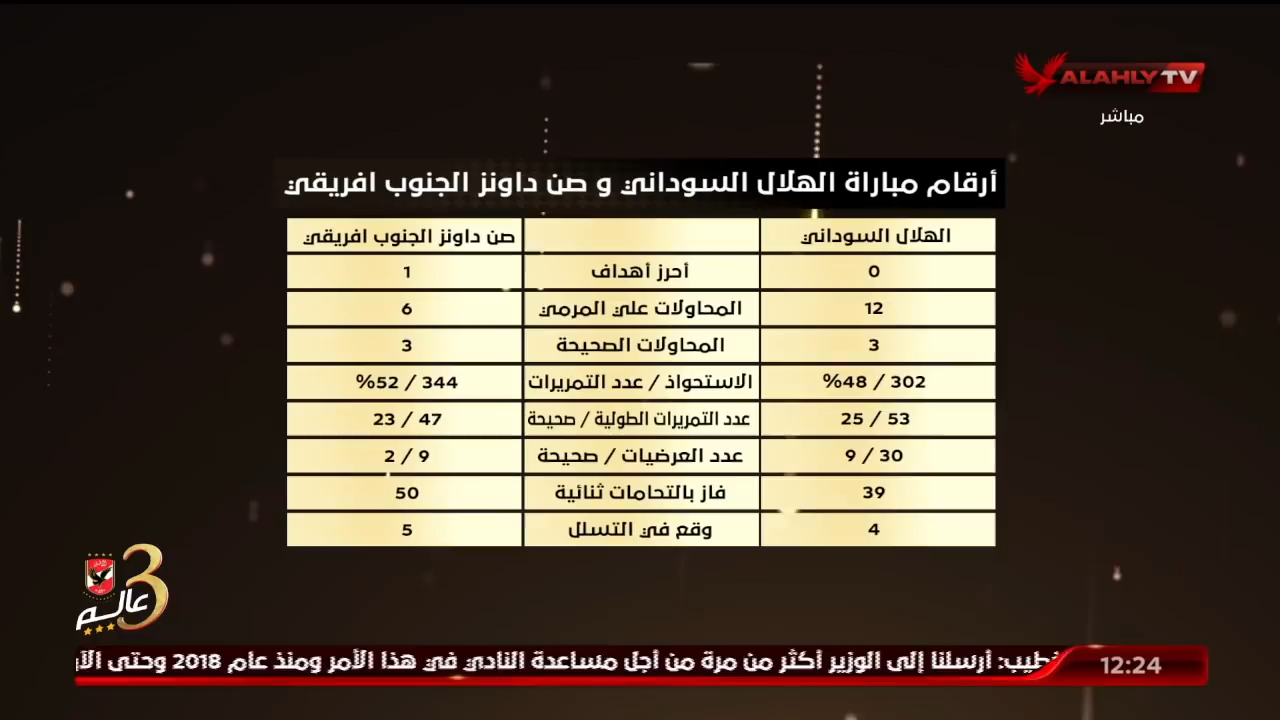 ALAHLY TV
مباشر
أرقام مباراة الهلال السوداني و صن داونز الجنوب افريقي
الهلال السوداني صن داونز الجنوب افريقي
0 أحرز أهداف 1
12 المحاولات علي المرمي 6
3 المحاولات الصحيحة 3
302 / 48% الاستحواذ / عدد التمريرات 344 / 52%
53 / 25 عدد التمريرات الطولية / صحيحة 47 / 23
30 / 9 عدد العرضيات / صحيحة 9 / 2
39 فاز بالتحامات ثنائية 50
4 وقع في التسلل 5
3 عالم
12:24 أرسلنا إلى الوزير أكثر من مرة من أجل مساعدة النادي في هذا الأمر ومنذ عام 2018 وحتى